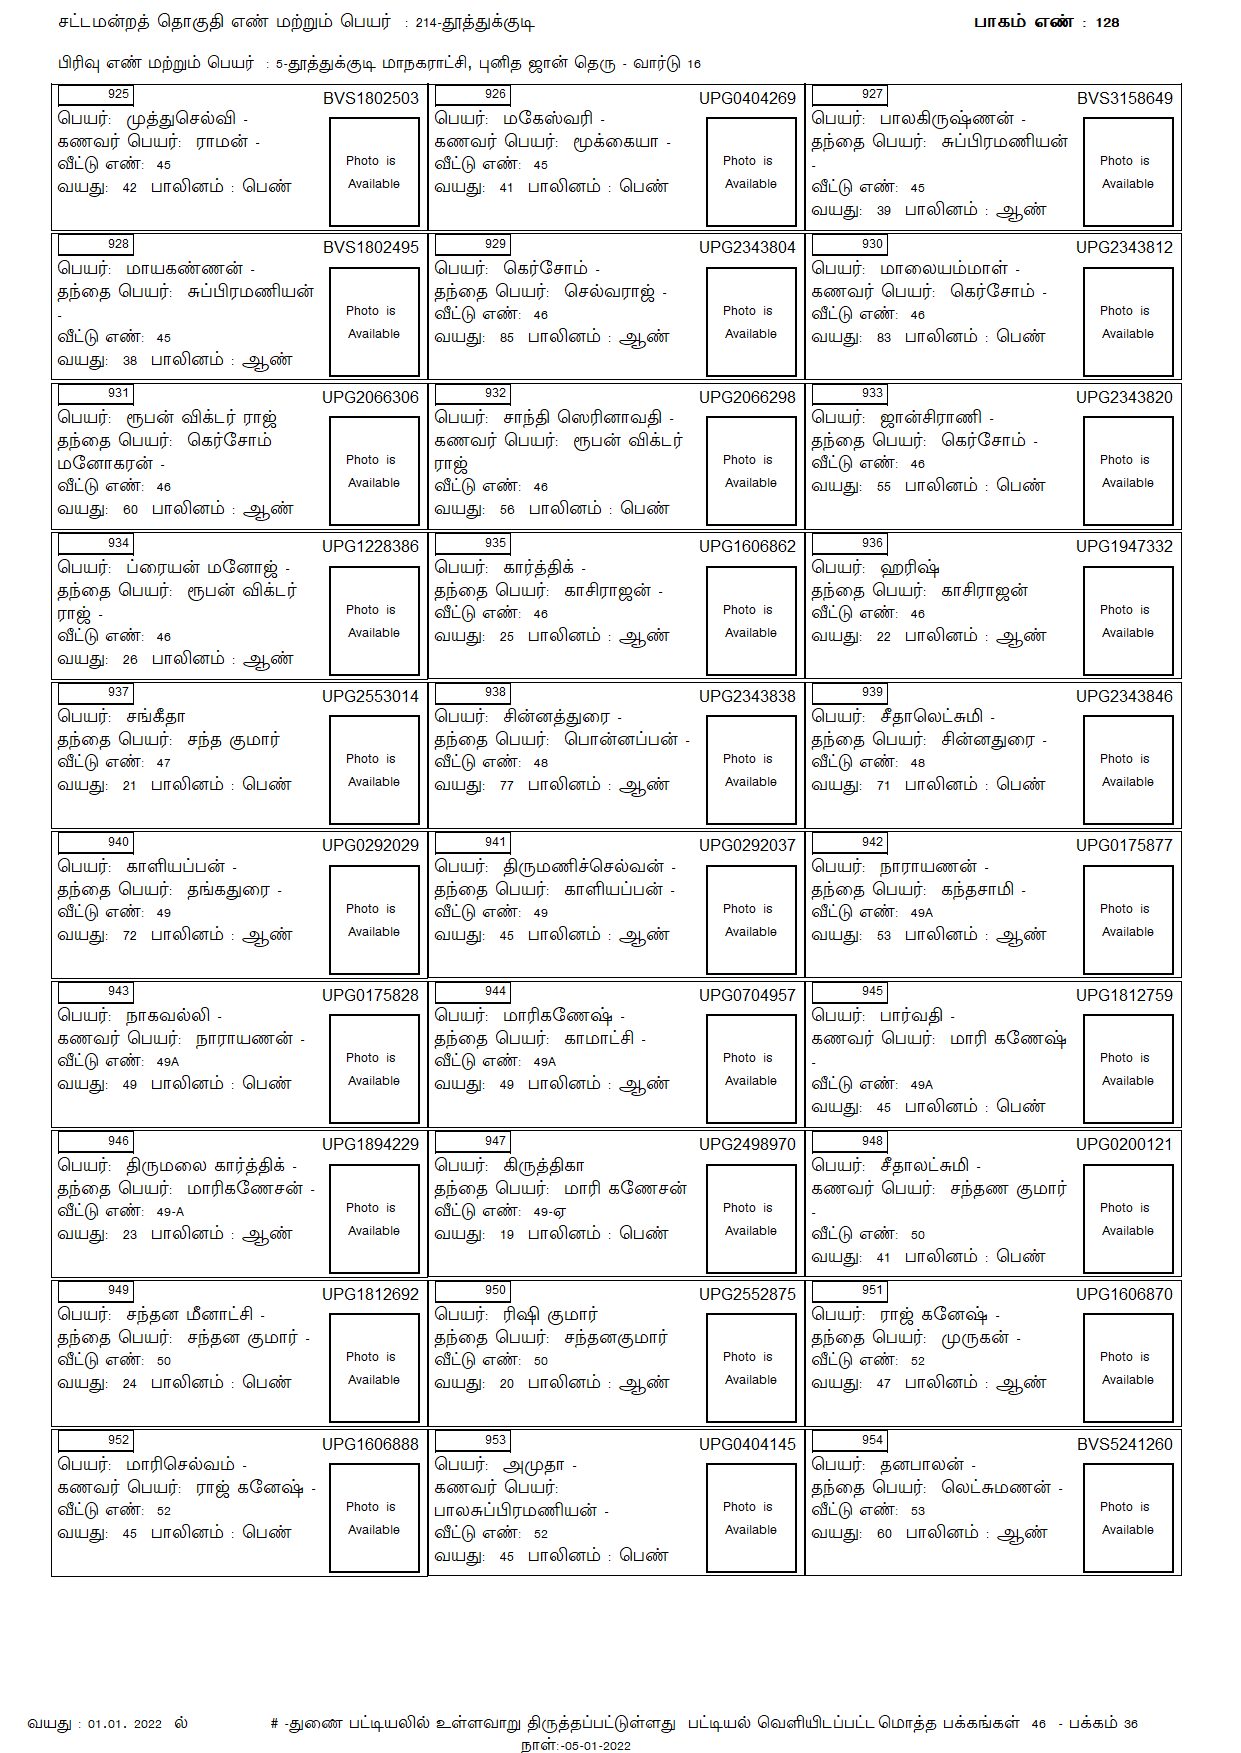 சட்டமன்றத் தொகுதி எண் மற்றும் பெயர் : 214-தூத்துக்குடி பாகம் எண் : 128
பிரிவு எண் மற்றும் பெயர் : 5-தூத்துக்குடி மாநகராட்சி, புனித ஜான் தெரு - வார்டு 16
925 BVS1802503
பெயர்: முத்துசெல்வி -
கணவர் பெயர்: ராமன் -
வீட்டு எண்: 45
வயது: 42 பாலினம் : பெண்
Photo is
Available
926 UPG0404269
பெயர்: மகேஸ்வரி -
கணவர் பெயர்: மூக்கையா -
வீட்டு எண்: 45
வயது: 41 பாலினம் : பெண்
Photo is
Available
927 BVS3158649
பெயர்: பாலகிருஷ்ணன் -
தந்தை பெயர்: சுப்பிரமணியன்
-
வீட்டு எண்: 45
வயது: 39 பாலினம் : ஆண்
Photo is
Available
928 BVS1802495
பெயர்: மாயகண்ணன் -
தந்தை பெயர்: சுப்பிரமணியன்
-
வீட்டு எண்: 45
வயது: 38 பாலினம் : ஆண்
Photo is
Available
929 UPG2343804
பெயர்: கெர்சோம் -
தந்தை பெயர்: செல்வராஜ் -
வீட்டு எண்: 46
வயது: 85 பாலினம் : ஆண்
Photo is
Available
930 UPG2343812
பெயர்: மாலையம்மாள் -
கணவர் பெயர்: கெர்சோம் -
வீட்டு எண்: 46
வயது: 83 பாலினம் : பெண்
Photo is
Available
931 UPG2066306
பெயர்: ரூபன் விக்டர் ராஜ்
தந்தை பெயர்: கெர்சோம்
மனோகரன் -
வீட்டு எண்: 46
வயது: 60 பாலினம் : ஆண்
Photo is
Available
932 UPG2066298
பெயர்: சாந்தி ஸெரினாவதி -
கணவர் பெயர்: ரூபன் விக்டர்
ராஜ்
வீட்டு எண்: 46
வயது: 56 பாலினம் : பெண்
Photo is
Available
933 UPG2343820
பெயர்: ஜான்சிராணி -
தந்தை பெயர்: கெர்சோம் -
வீட்டு எண்: 46
வயது: 55 பாலினம் : பெண்
Photo is
Available
934 UPG1228386
பெயர்: ப்ரையன் மனோஜ் -
தந்தை பெயர்: ரூபன் விக்டர்
ராஜ் -
வீட்டு எண்: 46
வயது: 26 பாலினம் : ஆண்
Photo is
Available
935 UPG1606862
பெயர்: கார்த்திக் -
தந்தை பெயர்: காசிராஜன் -
வீட்டு எண்: 46
வயது: 25 பாலினம் : ஆண்
Photo is
Available
936 UPG1947332
பெயர்: ஹரிஷ்
தந்தை பெயர்: காசிராஜன்
வீட்டு எண்: 46
வயது: 22 பாலினம் : ஆண்
Photo is
Available
937 UPG2553014
பெயர்: சங்கீதா
தந்தை பெயர்: சந்த குமார்
வீட்டு எண்: 47
வயது: 21 பாலினம் : பெண்
Photo is
Available
938 UPG2343838
பெயர்: சின்னத்துரை -
தந்தை பெயர்: பொன்னப்பன் -
வீட்டு எண்: 48
வயது: 77 பாலினம் : ஆண்
Photo is
Available
939 UPG2343846
பெயர்: சீதாலெட்சுமி -
தந்தை பெயர்: சின்னதுரை -
வீட்டு எண்: 48
வயது: 71 பாலினம் : பெண்
Photo is
Available
940 UPG0292029
பெயர்: காளியப்பன் -
தந்தை பெயர்: தங்கதுரை -
வீட்டு எண்: 49
வயது: 72 பாலினம் : ஆண்
Photo is
Available
941 UPG0292037
பெயர்: திருமணிச்செல்வன் -
தந்தை பெயர்: காளியப்பன் -
வீட்டு எண்: 49
வயது: 45 பாலினம் : ஆண்
Photo is
Available
942 UPG0175877
பெயர்: நாராயணன் -
தந்தை பெயர்: கந்தசாமி -
வீட்டு எண்: 49A
வயது: 53 பாலினம் : ஆண்
Photo is
Available
943 UPG0175828
பெயர்: நாகவல்லி -
கணவர் பெயர்: நாராயணன் -
வீட்டு எண்: 49A
வயது: 49 பாலினம் : பெண்
Photo is
Available
944 UPG0704957
பெயர்: மாரிகணேஷ் -
தந்தை பெயர்: காமாட்சி -
வீட்டு எண்: 49A
வயது: 49 பாலினம் : ஆண்
Photo is
Available
945 UPG1812759
பெயர்: பார்வதி -
கணவர் பெயர்: மாரி கணேஷ்
-
வீட்டு எண்: 49A
வயது: 45 பாலினம் : பெண்
Photo is
Available
946 UPG1894229
பெயர்: திருமலை கார்த்திக் -
தந்தை பெயர்: மாரிகணேசன் -
வீட்டு எண்: 49-A
வயது: 23 பாலினம் : ஆண்
Photo is
Available
947 UPG2498970
பெயர்: கிருத்திகா
தந்தை பெயர்: மாரி கணேசன்
வீட்டு எண்: 49-ஏ
வயது: 19 பாலினம் : பெண்
Photo is
Available
948 UPG0200121
பெயர்: சீதாலட்சுமி -
கணவர் பெயர்: சந்தண குமார்
-
வீட்டு எண்: 50
வயது: 41 பாலினம் : பெண்
Photo is
Available
949 UPG1812692
பெயர்: சந்தன மீனாட்சி -
தந்தை பெயர்: சந்தன குமார் -
வீட்டு எண்: 50
வயது: 24 பாலினம் : பெண்
Photo is
Available
950 UPG2552875
பெயர்: ரிஷி குமார்
தந்தை பெயர்: சந்தனகுமார்
வீட்டு எண்: 50
வயது: 20 பாலினம் : ஆண்
Photo is
Available
951 UPG1606870
பெயர்: ராஜ் கனேஷ் -
தந்தை பெயர்: முருகன் -
வீட்டு எண்: 52
வயது: 47 பாலினம் : ஆண்
Photo is
Available
952 UPG1606888
பெயர்: மாரிசெல்வம் -
கணவர் பெயர்: ராஜ் கனேஷ் -
வீட்டு எண்: 52
வயது: 45 பாலினம் : பெண்
Photo is
Available
953 UPG0404145
பெயர்: அமுதா -
கணவர் பெயர்:
பாலசுப்பிரமணியன் -
வீட்டு எண்: 52
வயது: 45 பாலினம் : பெண்
Photo is
Available
954 BVS5241260
பெயர்: தனபாலன் -
தந்தை பெயர்: லெட்சுமணன் -
வீட்டு எண்: 53
வயது: 60 பாலினம் : ஆண்
Photo is
Available
வயது : 01.01. 2022 ல் # -துணை பட்டியலில் உள்ளவாறு திருத்தப்பட்டுள்ளது பட்டியல் வெளியிடப்பட்ட மொத்த பக்கங்கள் 46 - பக்கம் 36
நாள்:-05-01-2022